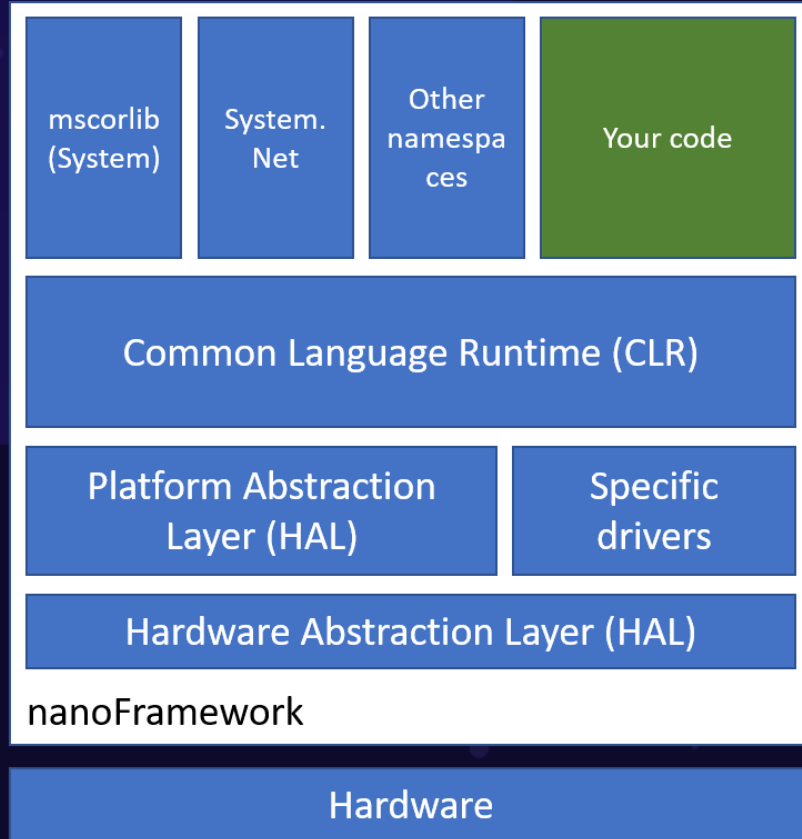 mscorlib
(System)
System.
Net
Other
namespa
ces
Your code
Common Language Runtime (CLR)
Platform Abstraction
Layer (HAL)
Specific
drivers
Hardware Abstraction Layer (HAL)
nanoFramework
Hardware